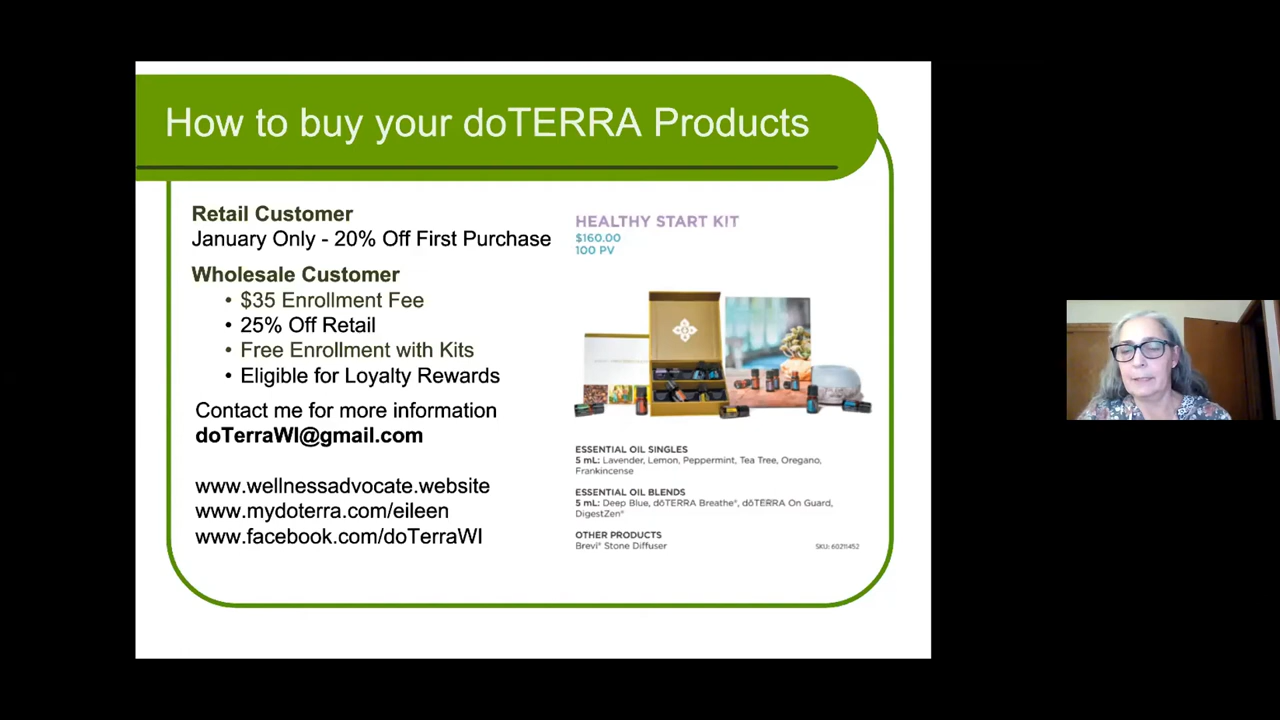 How to buy your doTERRA Products
Retail Customer
January Only - 20% Off First Purchase
Wholesale Customer
• $35 Enrollment Fee
• 25% Off Retail
• Free Enrollment with Kits
• Eligible for Loyalty Rewards
Contact me for more information
doTerraWI@gmail.com
www.wellnessadvocate.website
www.mydoterra.com/eileen
www.facebook.com/doTerraWI
HEALTHY START KIT
$160.00
100 PV
ESSENTIAL OIL SINGLES
5 mL: Lavender, Lemon, Peppermint, Tea Tree, Oregano,
Frankincense
ESSENTIAL OIL BLENDS
5 mL: Deep Blue, dōTERRA Breathe®, dōTERRA On Guard,
DigestZen®
OTHER PRODUCTS
Brevi® Stone Diffuser
SKU: 60211452